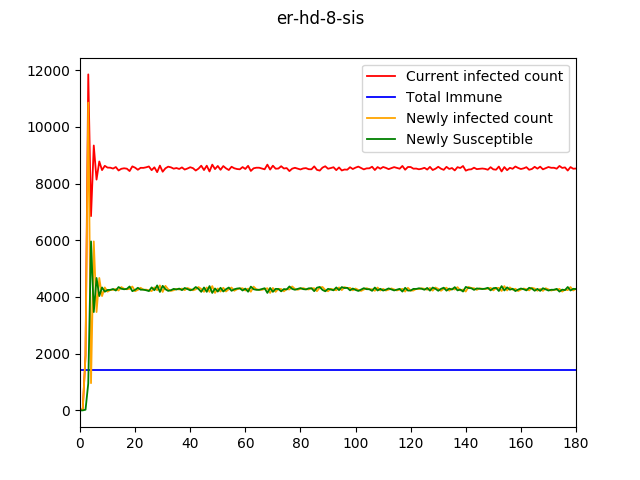 er-hd-8-sis
12000
10000
8000
6000
4000
2000
0
Current infected count
Total Immune
Newly infected count
Newly Susceptible
0 20 40 60 80 100 120 140 160 180